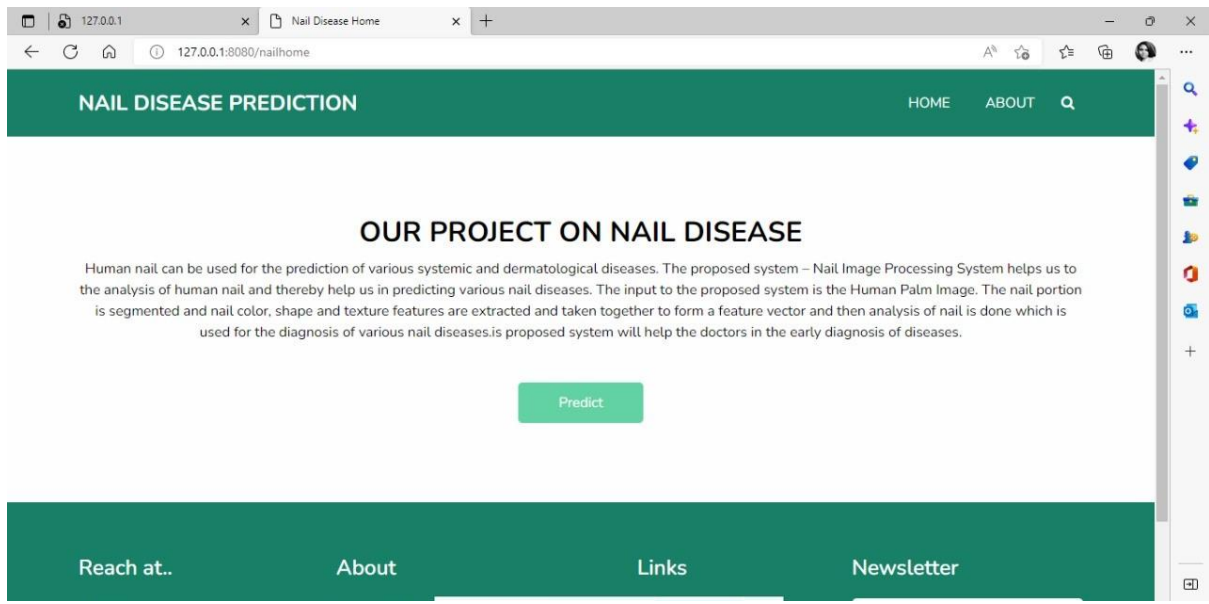 127.0.0.1
Nail Disease Home
127.0.0.1:8080/nailhome
NAIL DISEASE PREDICTION
HOME
ABOUT
OUR PROJECT ON NAIL DISEASE
Human nail can be used for the prediction of various systemic and dermatological diseases. The proposed system – Nail Image Processing System helps us to
the analysis of human nail and thereby help us in predicting various nail diseases. The input to the proposed system is the Human Palm Image. The nail portion
is segmented and nail color, shape and texture features are extracted and taken together to form a feature vector and then analysis of nail is done which is
used for the diagnosis of various nail diseases.is proposed system will help the doctors in the early diagnosis of diseases.
Predict
Reach at..
About
Links
Newsletter